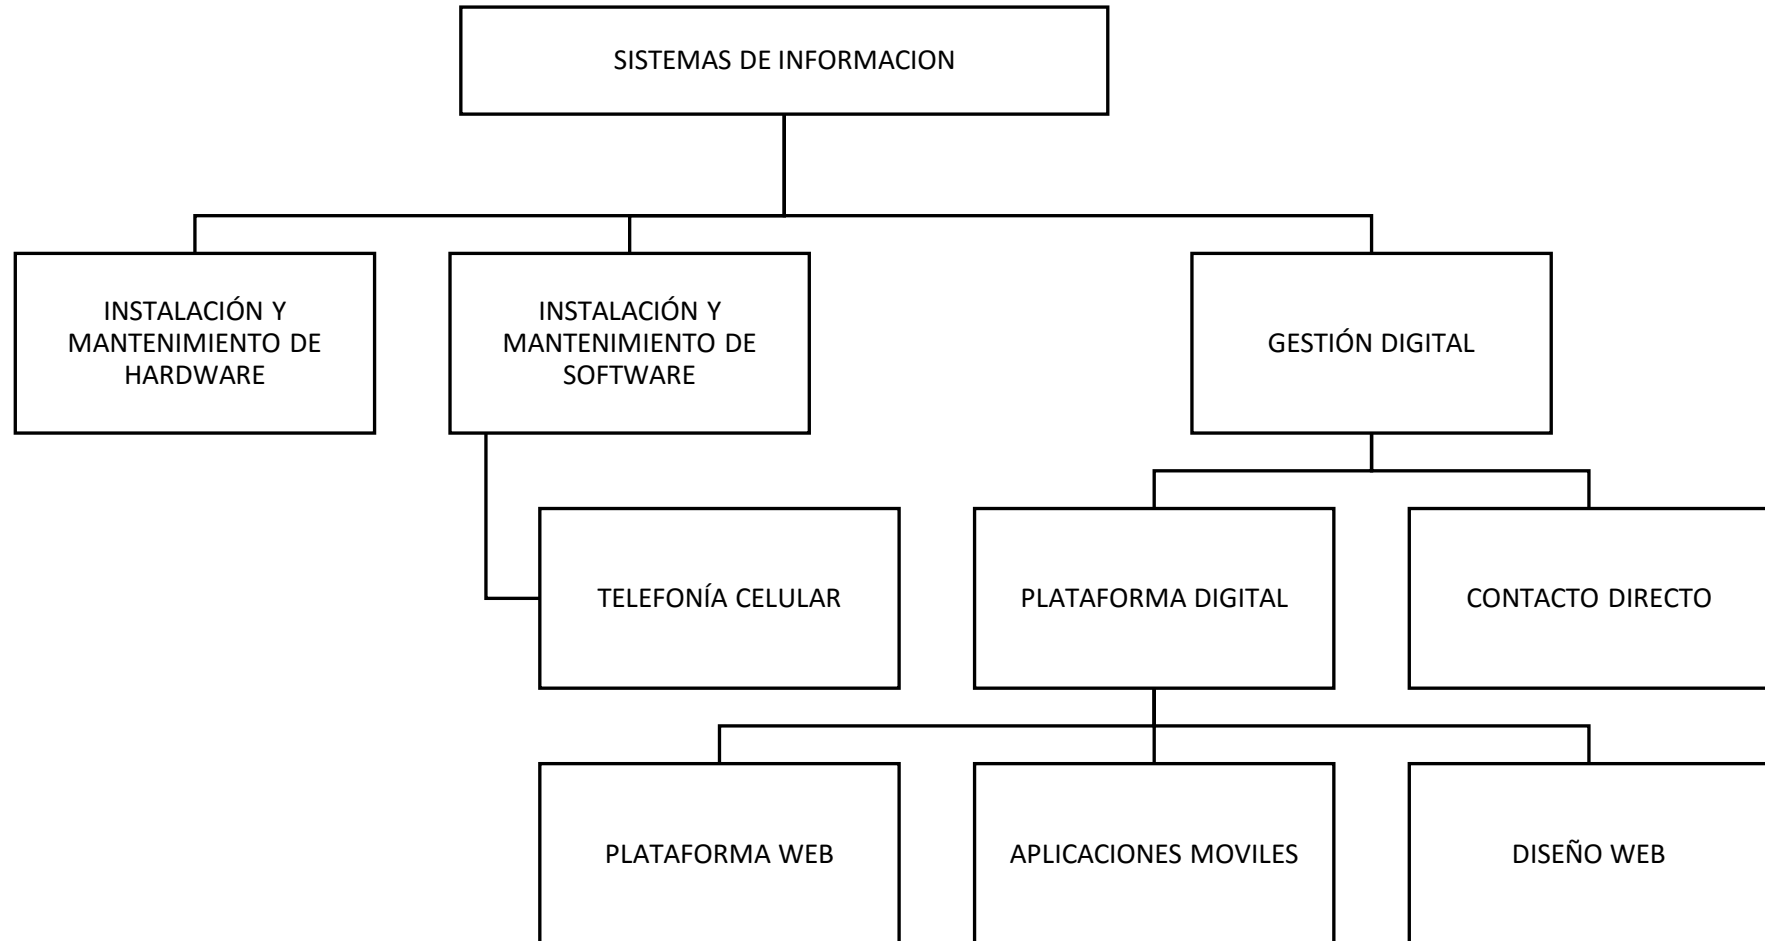 SISTEMAS DE INFORMACION
INSTALACIÓN Y
MANTENIMIENTO DE
HARDWARE
INSTALACIÓN Y
MANTENIMIENTO DE
SOFTWARE
GESTIÓN DIGITAL
TELEFONÍA CELULAR
PLATAFORMA DIGITAL
CONTACTO DIRECTO
PLATAFORMA WEB
APLICACIONES MOVILES
DISEÑO WEB